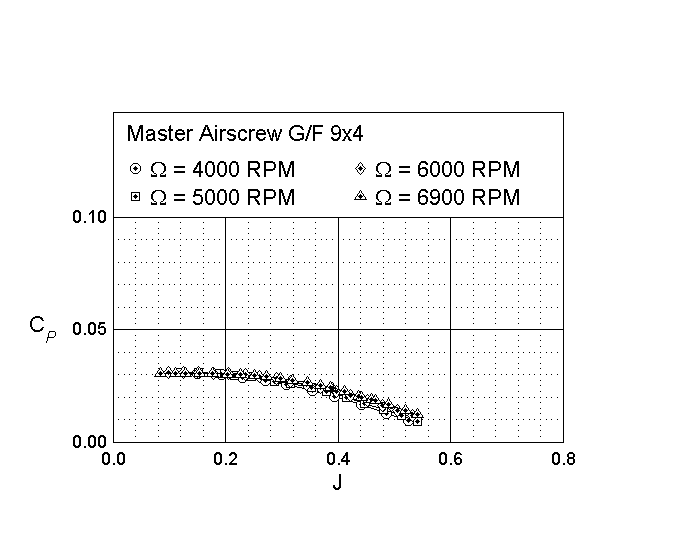 Master Airscrew G/F 9x4
Ω = 4000 RPM Ω = 6000 RPM
Ω = 5000 RPM Ω = 6900 RPM
0.10
0.05
C_P
0.00
0.0 0.2 0.4 0.6 0.8
J